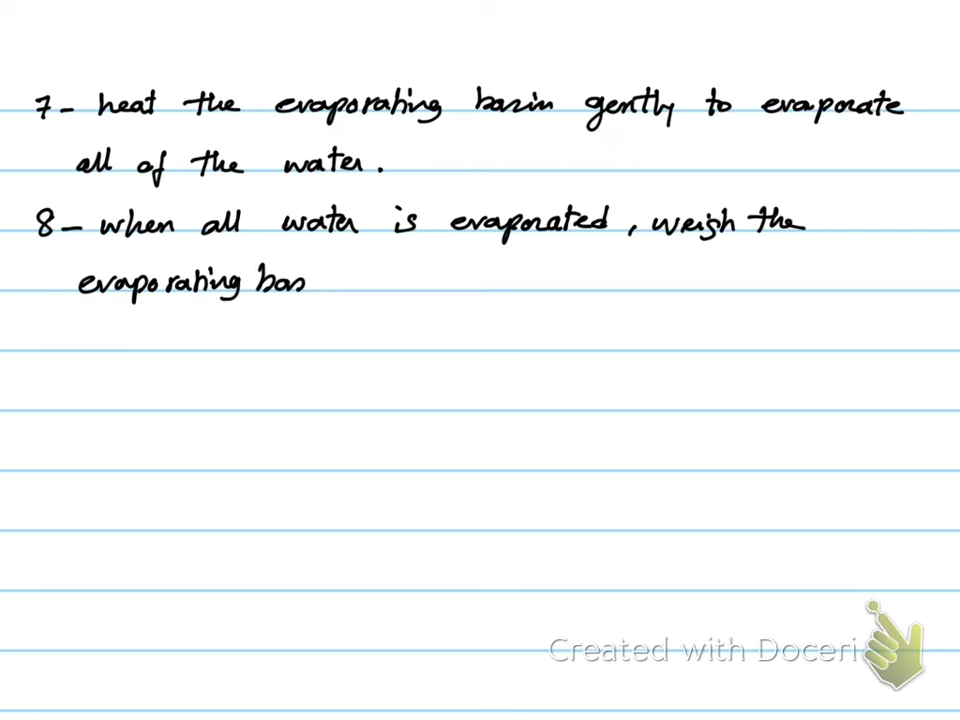 7- heat the evaporating basin gently to evaporate
all of the water.
8- when all water is evaporated, weigh the
evaporating bas
Created with Doceri